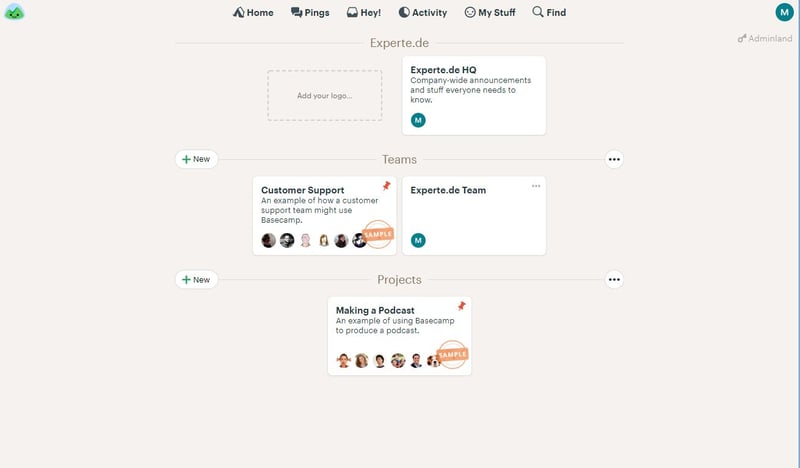 Home Pings Hey! Activity My Stuff Find
M
Adminland
Experte.de
Add your logo...
Experte.de HQ
Company-wide announcements
and stuff everyone needs to
know.
M
New
Teams
Customer Support
An example of how a customer
support team might use
Basecamp.
SAMPLE
Experte.de Team
M
New
Projects
Making a Podcast
An example of using Basecamp
to produce a podcast.
SAMPLE